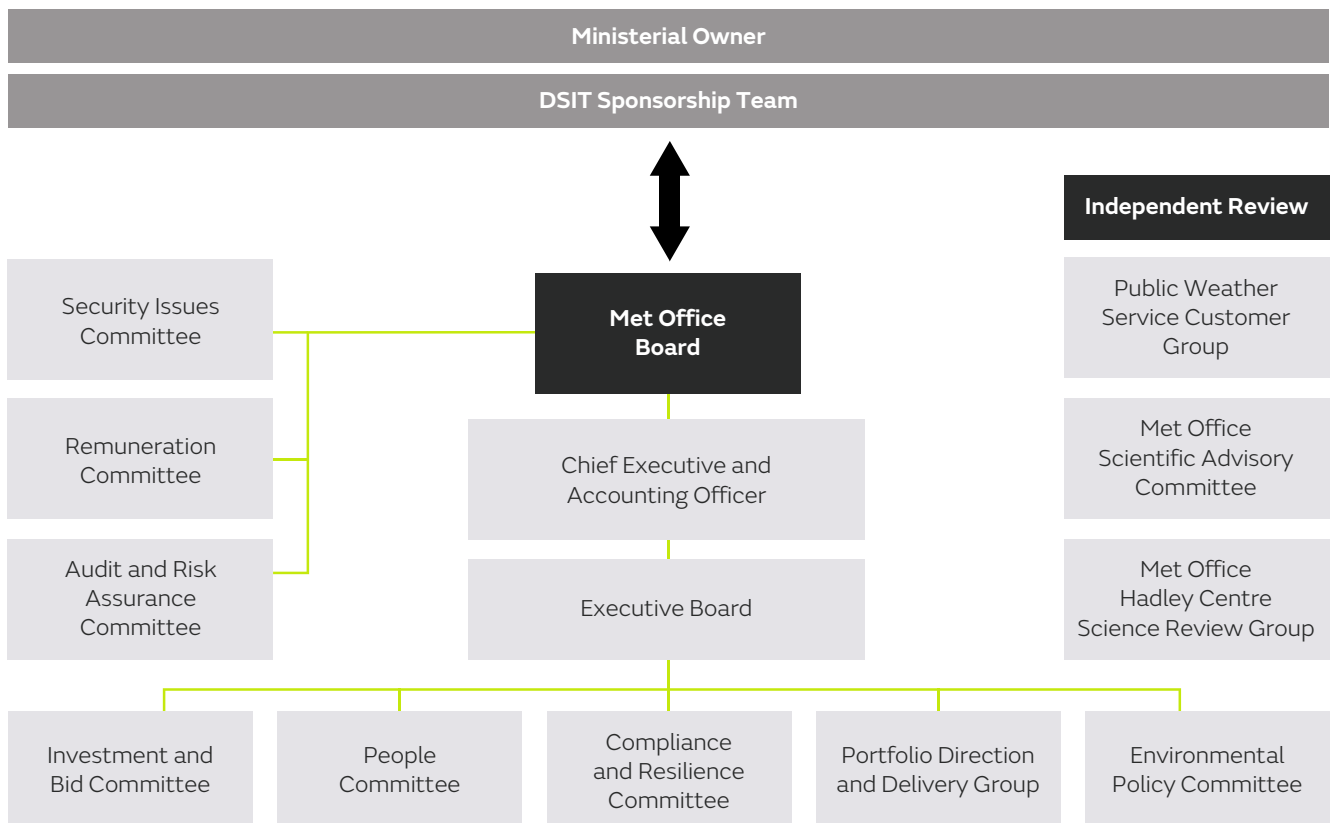 Ministerial Owner
DSIT Sponsorship Team
Independent Review
Security Issues
Committee
Met Office
Board
Public Weather
Service Customer
Group
Remuneration
Committee
Chief Executive and
Accounting Officer
Met Office
Scientific Advisory
Committee
Audit and Risk
Assurance
Committee
Executive Board
Met Office
Hadley Centre
Science Review Group
Investment and
Bid Committee
People
Committee
Compliance
and Resilience
Committee
Portfolio Direction
and Delivery Group
Environmental
Policy Committee